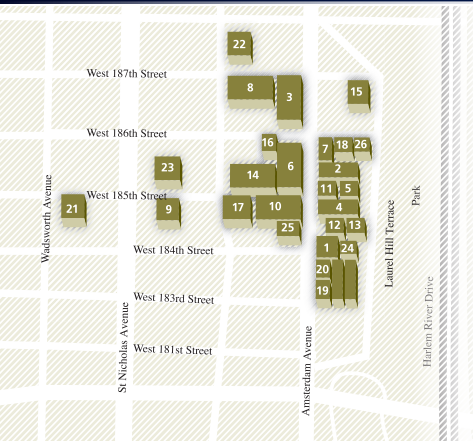 22
West 187th Street
8
3
15
West 186th Street
16
7
18
26
23
14
6
2
11
5
West 185th Street
21
9
17
10
4
25
12
13
1
24
West 184th Street
20
19
West 183rd Street
West 181st Street
Wadsworth Avenue
St Nicholas Avenue
Amsterdam Avenue
Laurel Hill Terrace
Park
Harlem River Drive